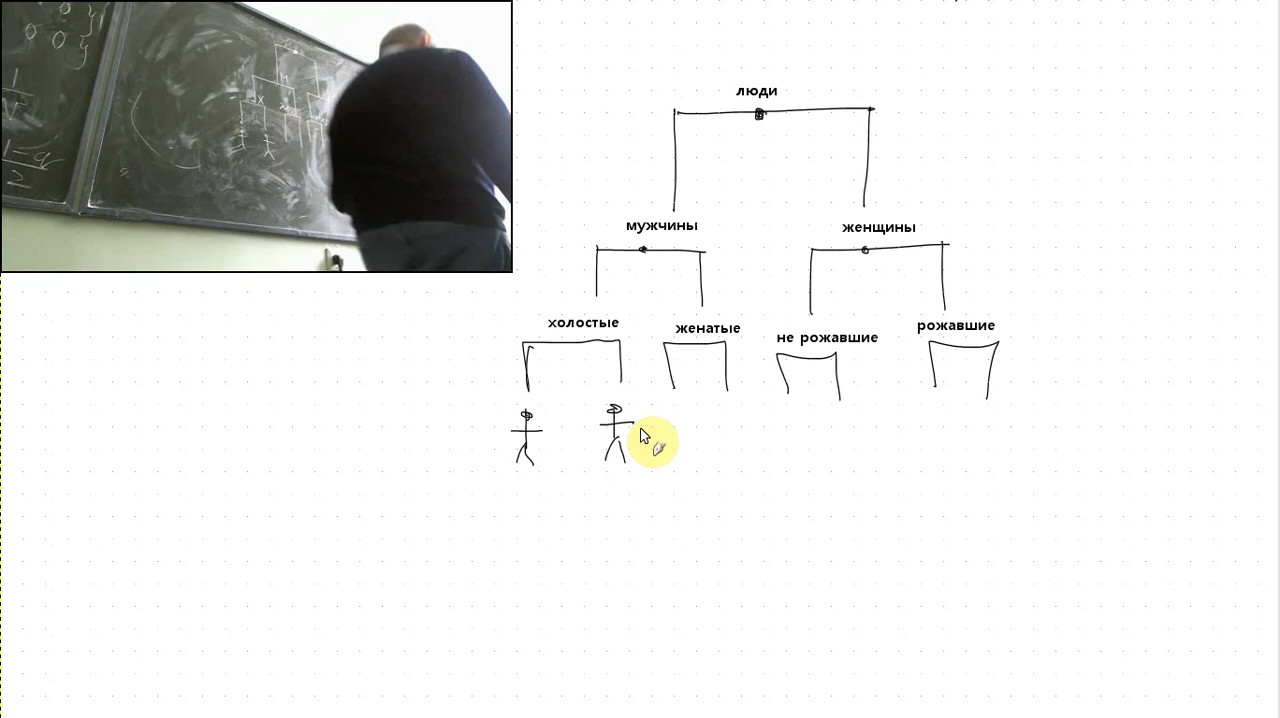 люди
мужчины
женщины
холостые
женатые
не рожавшие
рожавшие